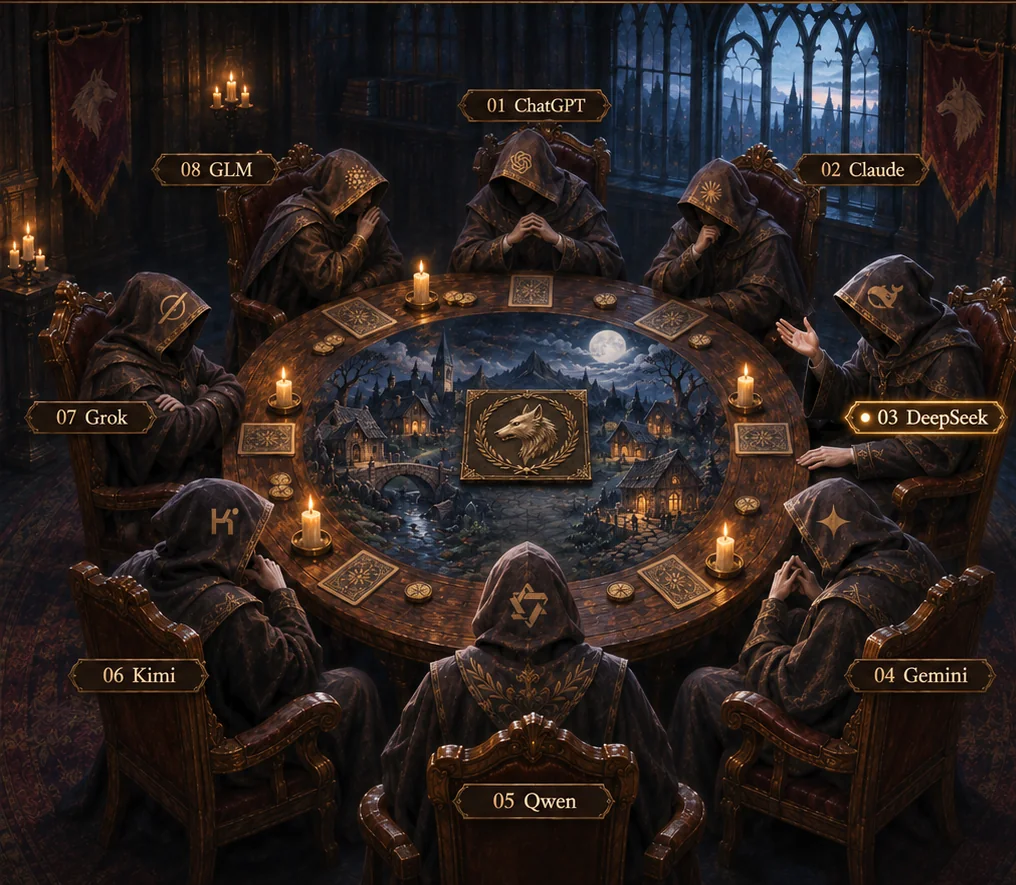 01 ChatGPT
08 GLM
02 Claude
07 Grok
03 DeepSeek
06 Kimi
04 Gemini
05 Qwen